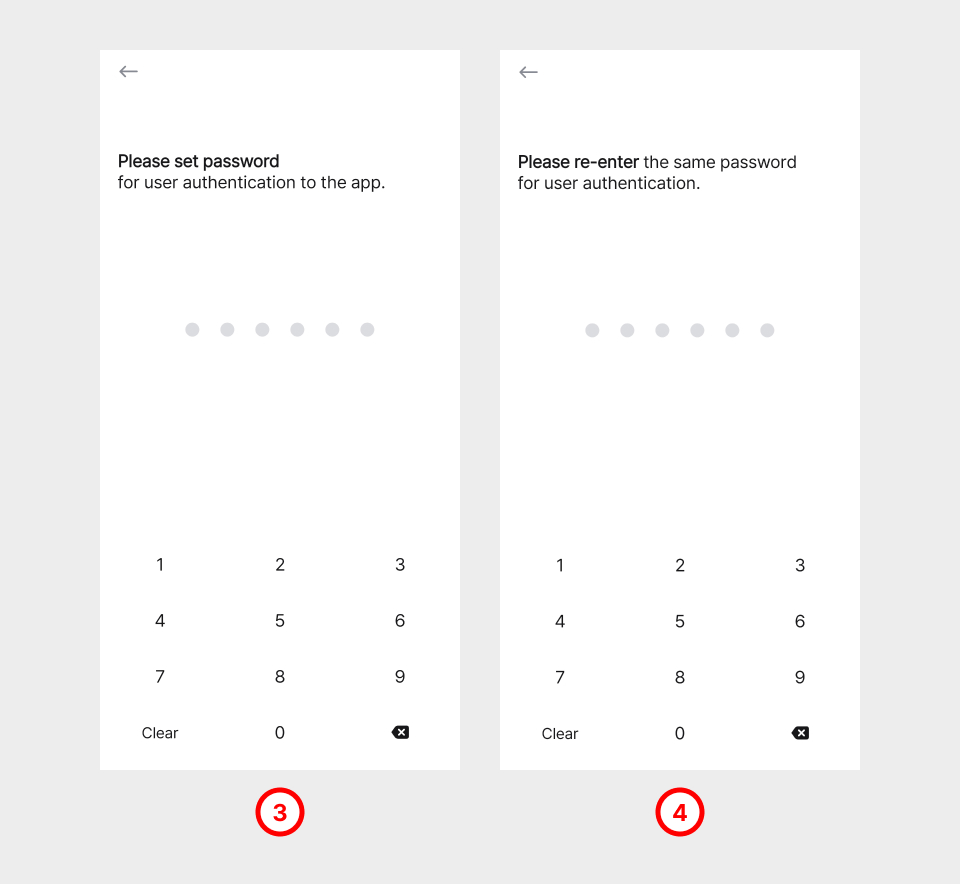 Please set password
for user authentication to the app.
1 2 3
4 5 6
7 8 9
Clear 0
3
Please re-enter the same password
for user authentication.
1 2 3
4 5 6
7 8 9
Clear 0
4